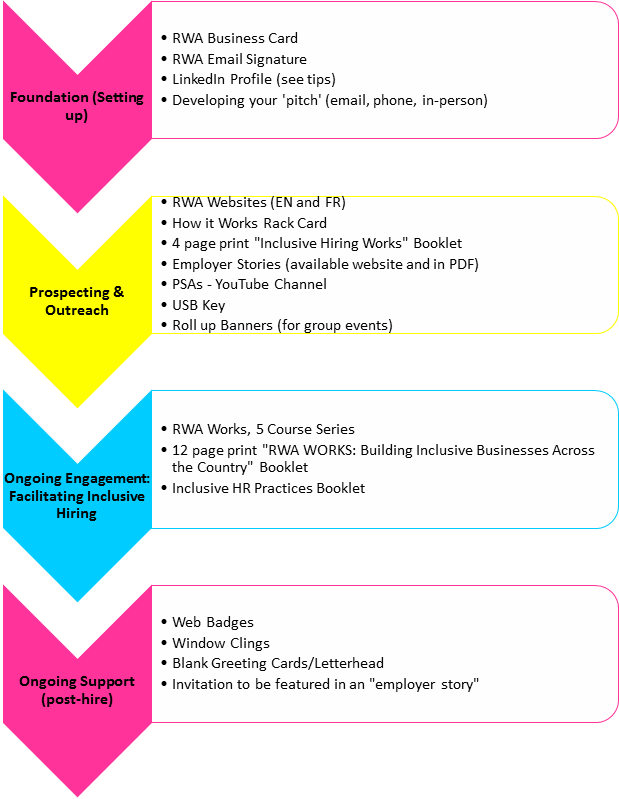 Foundation (Setting
up)
• RWA Business Card
• RWA Email Signature
• LinkedIn Profile (see tips)
• Developing your 'pitch' (email, phone, in-person)
Prospecting &
Outreach
• RWA Websites (EN and FR)
• How it Works Rack Card
• 4 page print "Inclusive Hiring Works" Booklet
• Employer Stories (available website and in PDF)
• PSAs - YouTube Channel
• USB Key
• Roll up Banners (for group events)
Ongoing Engagement:
Facilitating Inclusive
Hiring
• RWA Works, 5 Course Series
• 12 page print "RWA WORKS: Building Inclusive Businesses Across
the Country" Booklet
• Inclusive HR Practices Booklet
Ongoing Support
(post-hire)
• Web Badges
• Window Clings
• Blank Greeting Cards/Letterhead
• Invitation to be featured in an "employer story"